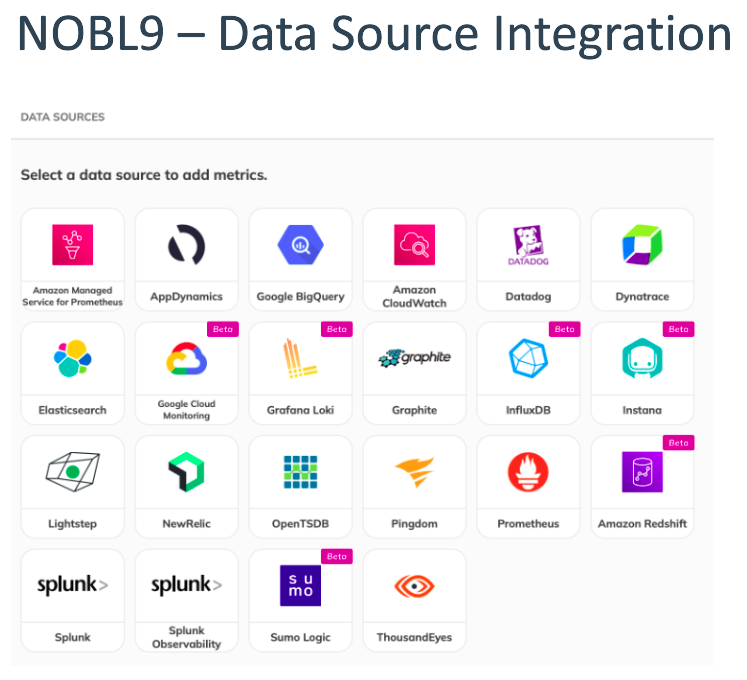 NOBL9 – Data Source Integration
DATA SOURCES
Select a data source to add metrics.
Amazon Managed
Service for Prometheus
AppDynamics
Google BigQuery
Amazon
CloudWatch
DATADOG
Datadog
Dynatrace
Elasticsearch
Beta
Google Cloud
Monitoring
Beta
Grafana Loki
graphite
Graphite
Beta
InfluxDB
Beta
Instana
Lightstep
NewRelic
OpenTSDB
Pingdom
Prometheus
Beta
Amazon Redshift
splunk>
Splunk
splunk>
Splunk
Observability
Beta
su
mo
Sumo Logic
ThousandEyes